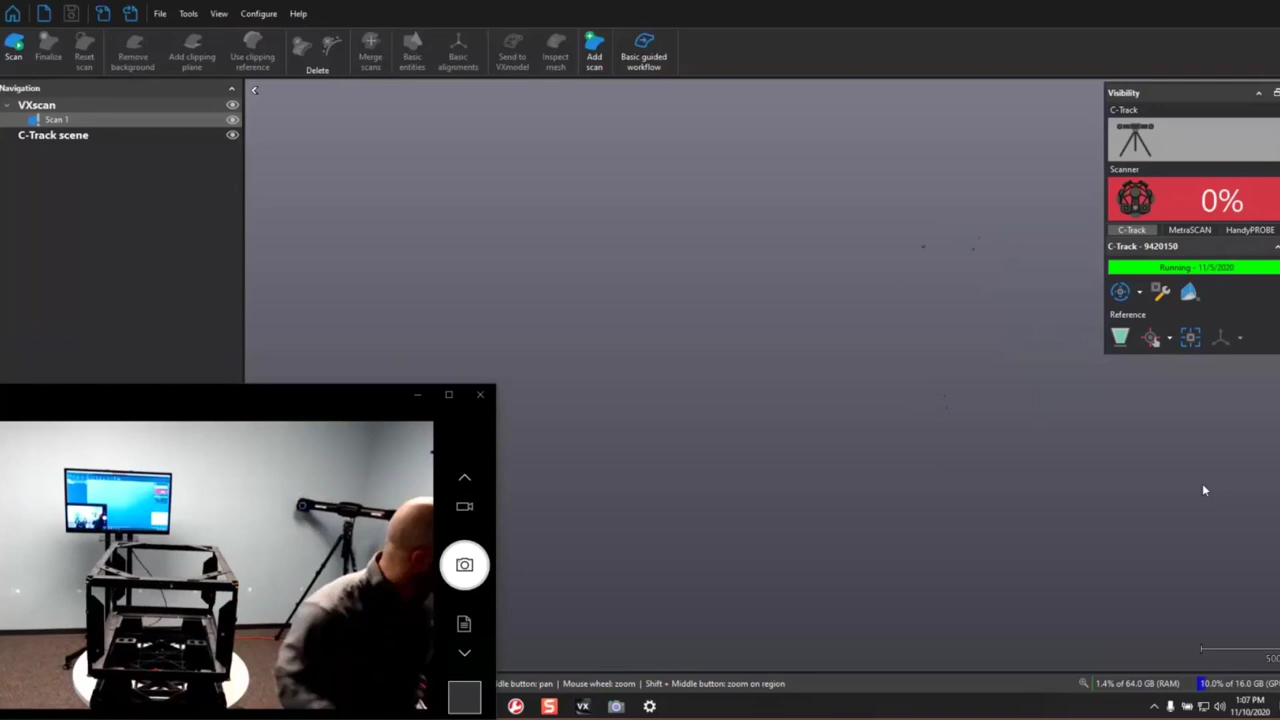 File Tools View Configure Help
Scan Finalize Reset scan Remove background Add clipping plane Use clipping reference Delete Merge scans Basic entities Basic alignments Send to VXmodel Inspect mesh Add scan Basic guided workflow
Navigation
VXscan
Scan 1
C-Track scene
Visibility
C-Track
Scanner
0%
C-Track MetraSCAN HandyPROBE
C-Track - 9420150
Running - 11/5/2020
Reference
500
button: pan | Mouse wheel: zoom | Shift + Middle button: zoom on region
1.4% of 64.0 GB (RAM) 10.0% of 16.0 GB
S VX
1:07 PM
11/10/2020